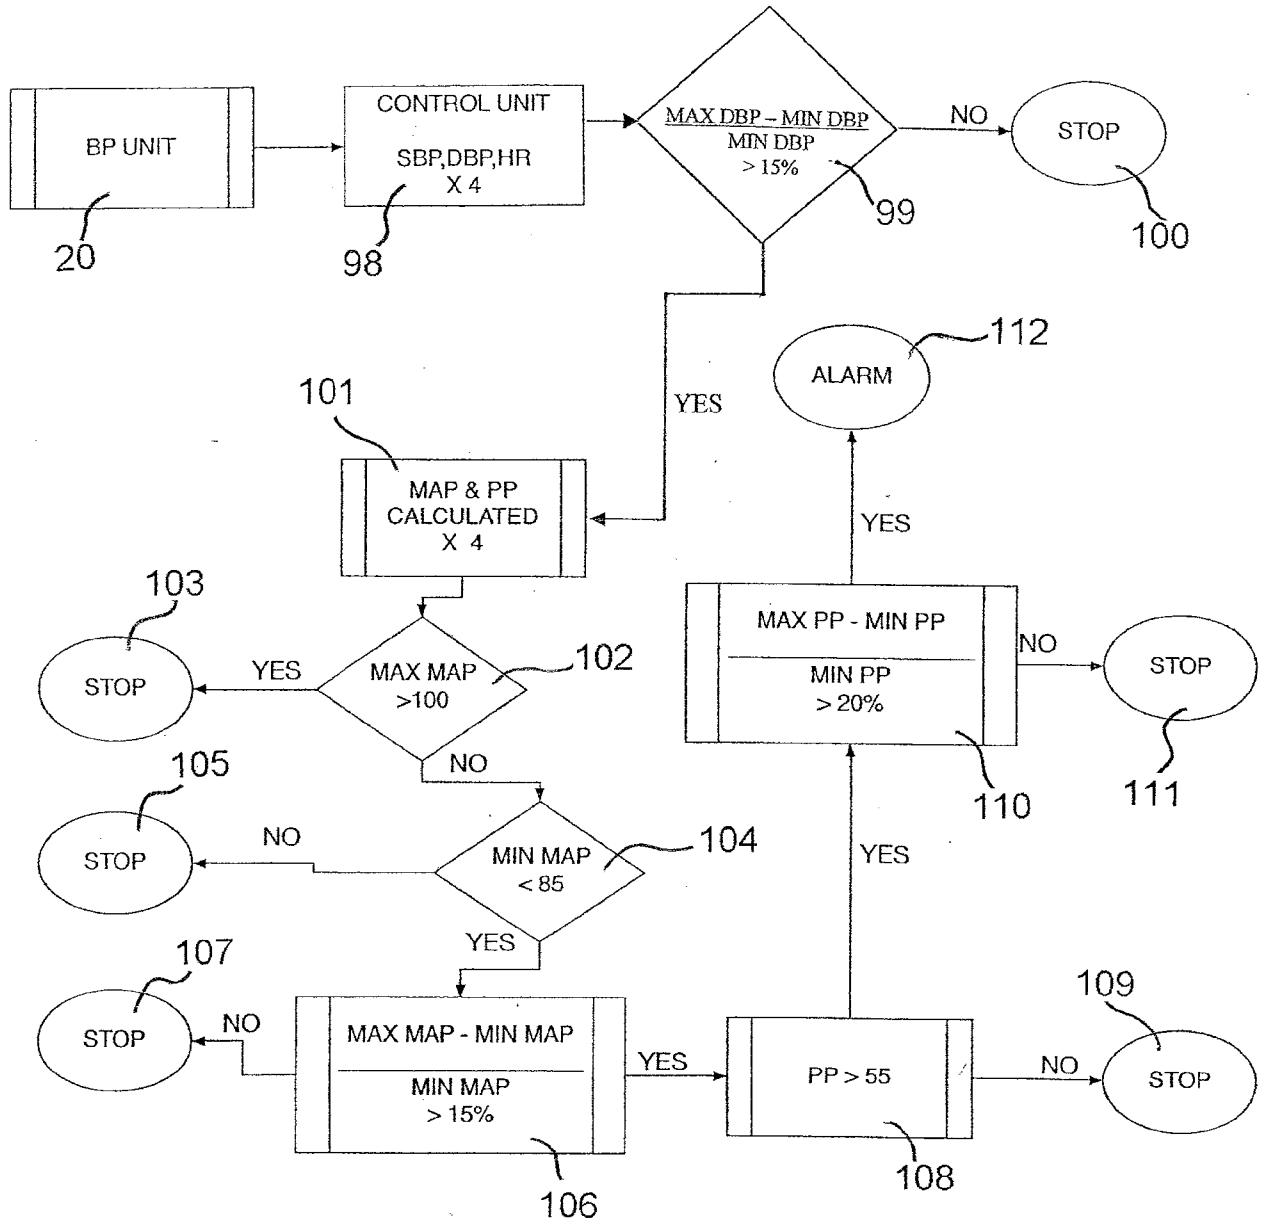 BP UNIT
20
CONTROL UNIT
SBP,DBP,HR
X 4
98
MAX DBP – MIN DBP
MIN DBP
> 15%
99
NO
STOP
100
YES
101
MAP & PP
CALCULATED
X 4
MAX MAP
>100
102
YES
STOP
103
NO
MIN MAP
< 85
104
NO
STOP
105
YES
MAX MAP - MIN MAP
MIN MAP
> 15%
106
NO
STOP
107
YES
PP > 55
108
NO
STOP
109
YES
MAX PP - MIN PP
MIN PP
> 20%
110
NO
STOP
111
YES
ALARM
112